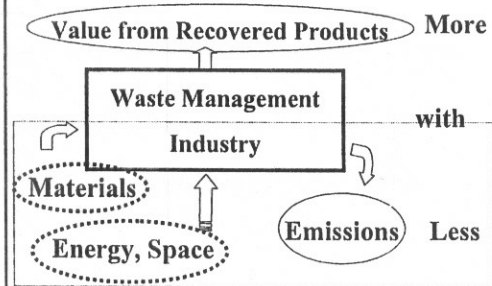 Value from Recovered Products More
Waste Management
with
Industry
Materials
Energy, Space
Emissions Less